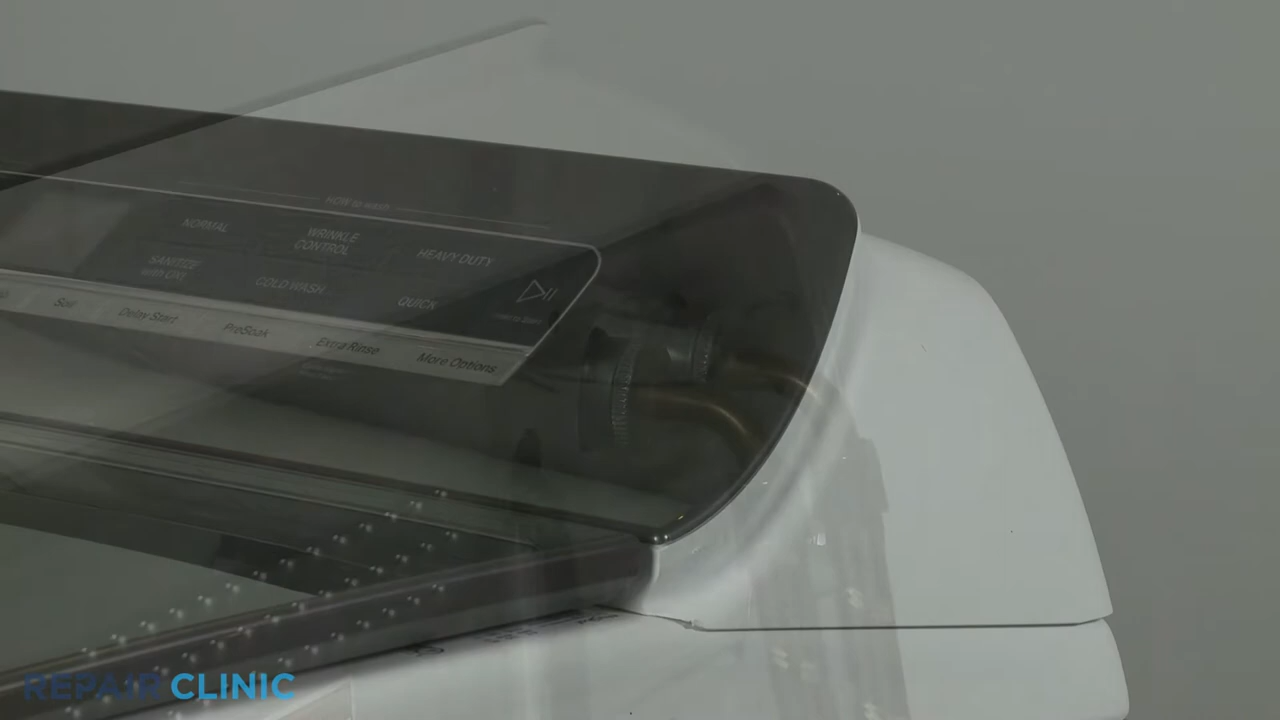 HOW to wash
NORMAL
WRINKLE
CONTROL
HEAVY DUTY
SANITIZE
with OXI
COLD WASH
QUICK
Soil
Delay Start
PreSoak
Extra Rinse
More Options
REPAIR CLINIC